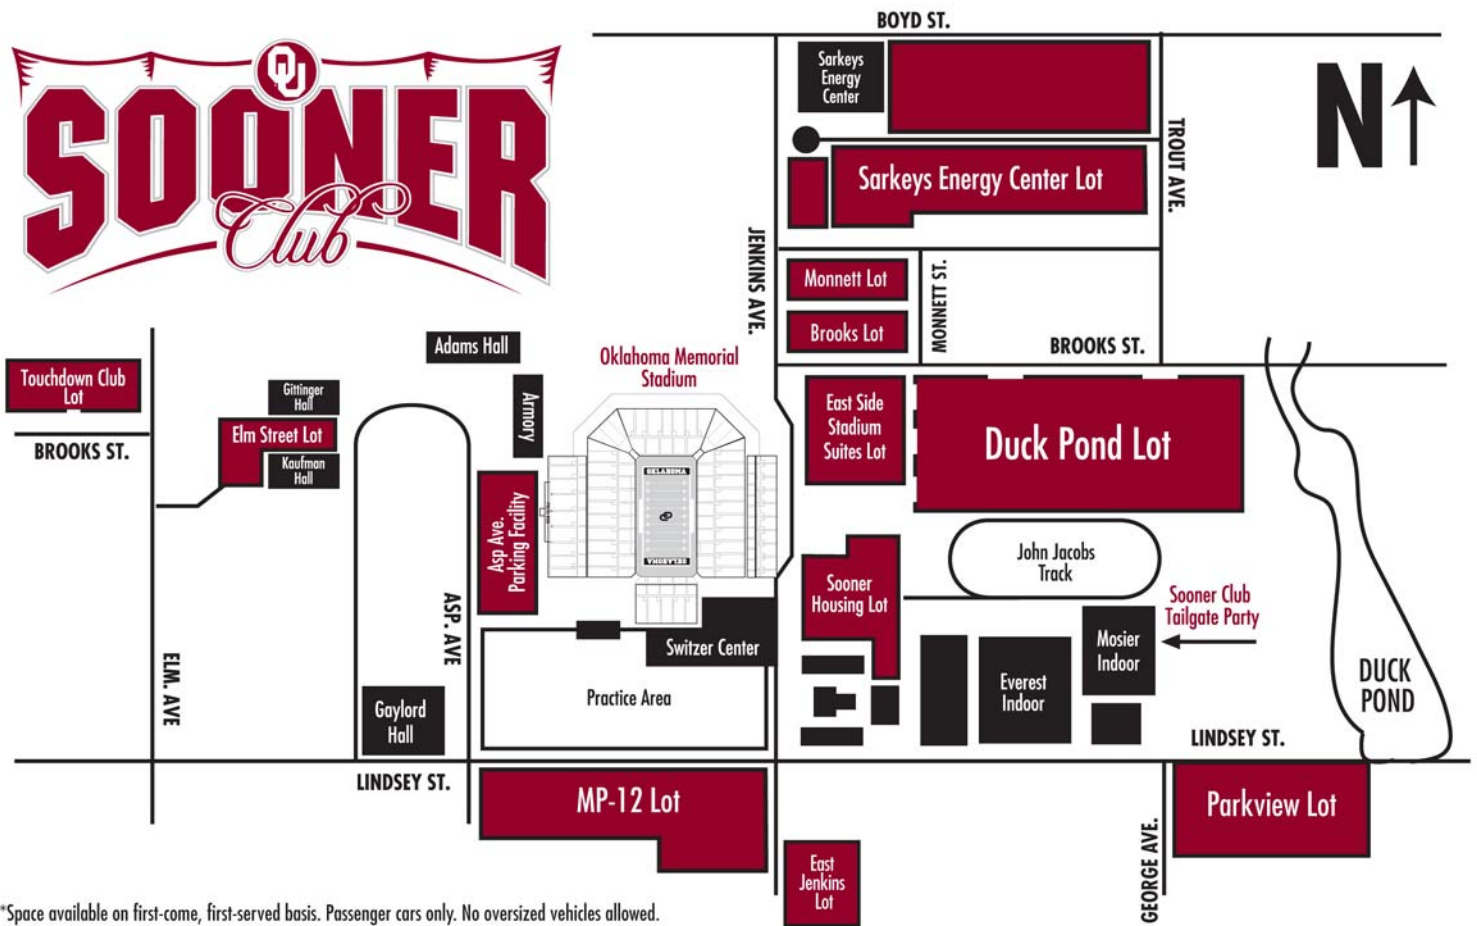 BOYD ST.
OU
SOONER
Club
Sarkeys
Energy
Center
N
TROUT AVE.
Sarkeys Energy Center Lot
JENKINS AVE.
Monnett Lot
MONNETT ST.
Brooks Lot
BROOKS ST.
Adams Hall
Oklahoma Memorial
Stadium
Touchdown Club
Lot
Gittinger
Hall
Armory
East Side
Stadium
Suites Lot
Duck Pond Lot
Elm Street Lot
BROOKS ST.
Kaufman
Hall
OKLAHOMA
OU
OKLAHOMA
Asp Ave.
Parking Facility
John Jacobs
Track
Sooner
Housing Lot
Sooner Club
Tailgate Party
ASP. AVE
Switzer Center
Mosier
Indoor
ELM. AVE
Practice Area
Everest
Indoor
DUCK
POND
Gaylord
Hall
LINDSEY ST.
LINDSEY ST.
MP-12 Lot
Parkview Lot
GEORGE AVE.
East
Jenkins
Lot
*Space available on first-come, first-served basis. Passenger cars only. No oversized vehicles allowed.